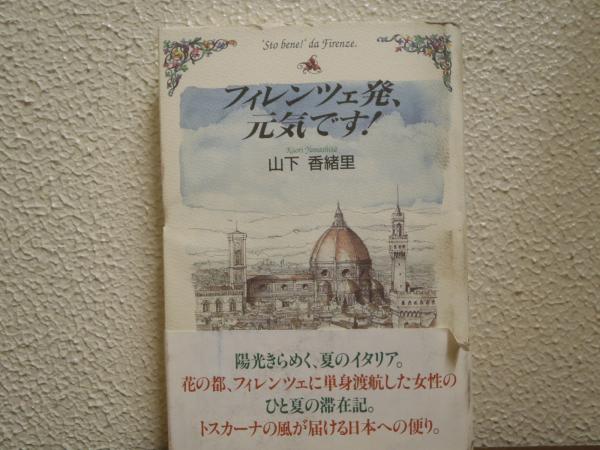 "Sto bene!" da Firenze.
フィレンツェ発、
元気です!
Kaori Yamashita
山下 香緒里
陽光きらめく、夏のイタリア。
花の都、フィレンツェに単身渡航した女性の
ひと夏の滞在記。
トスカーナの風が届ける日本への便り。